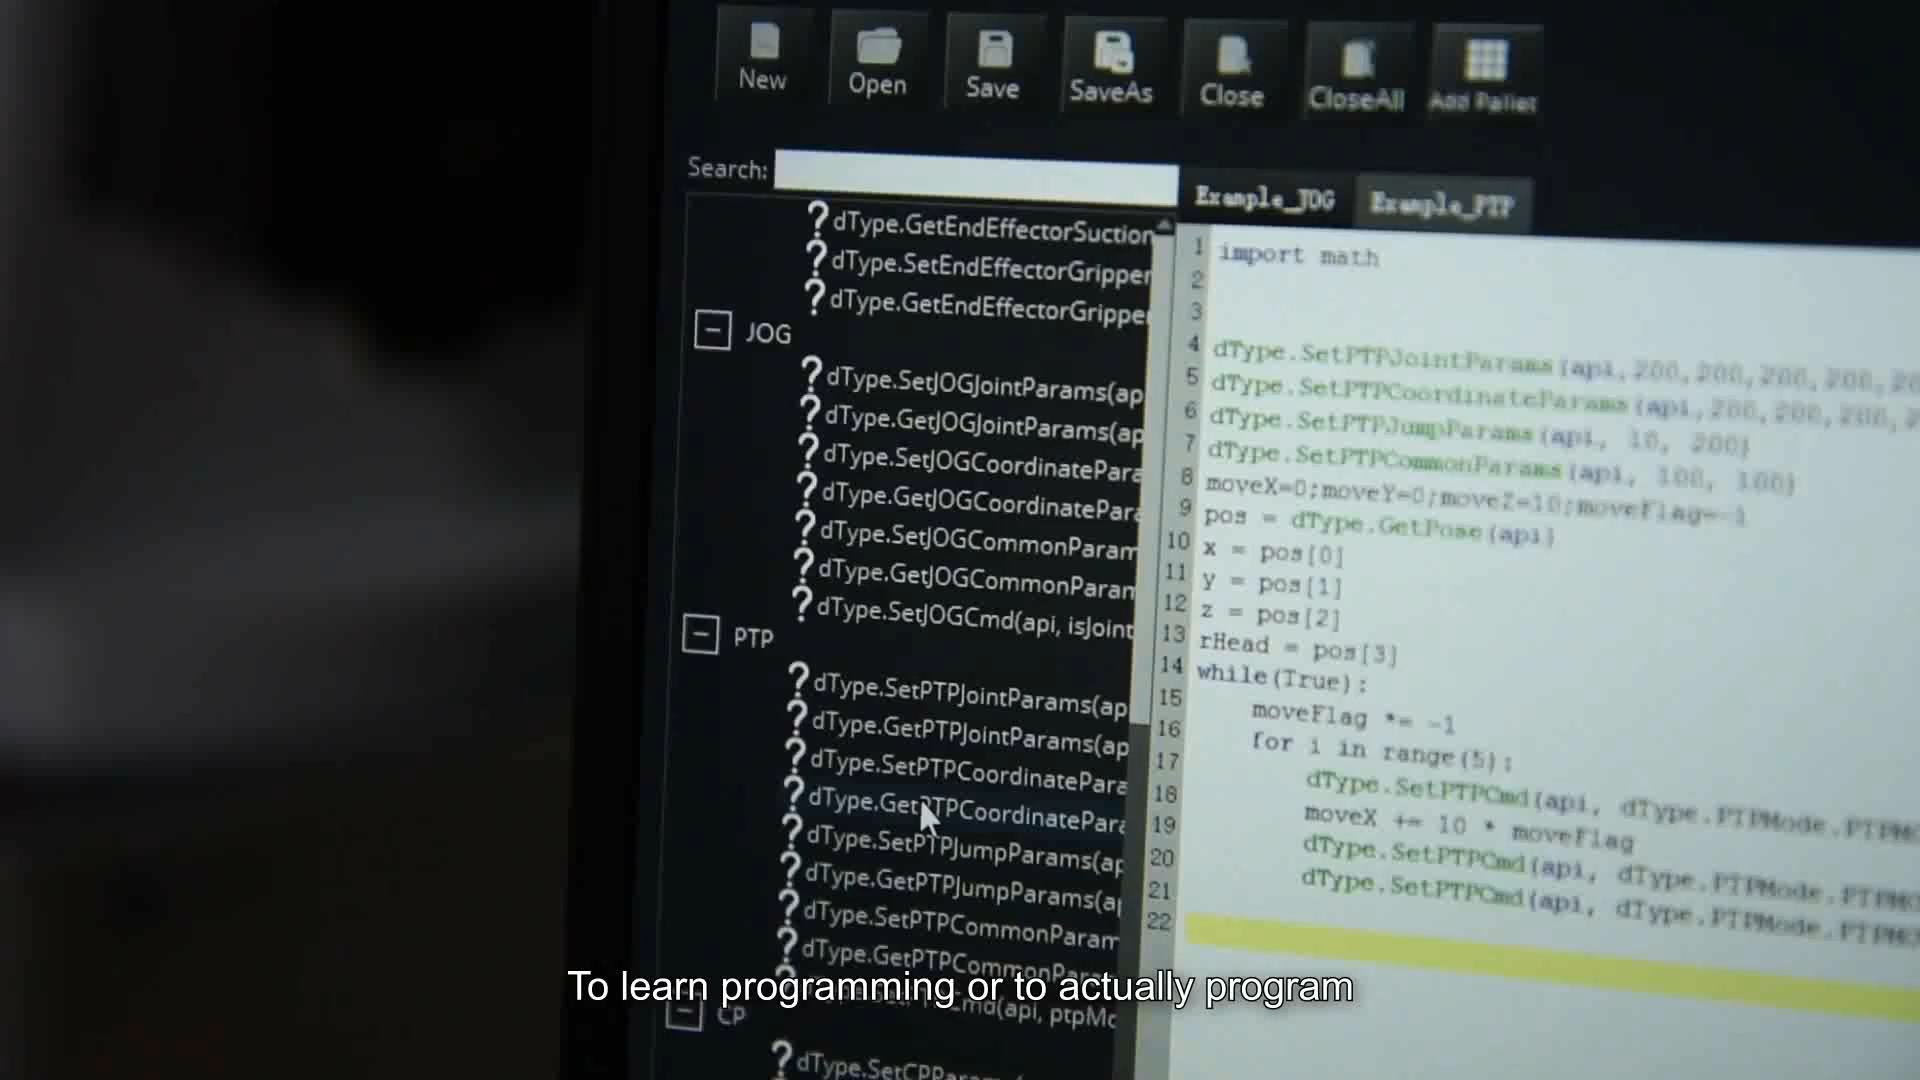 New Open Save SaveAs Close CloseAll Add Pallet
Search:
Example_JOG Example_PTP
dType.GetEndEffectorSuction
dType.SetEndEffectorGripper
dType.GetEndEffectorGripper
JOG
dType.SetJOGJointParams(ap
dType.GetJOGJointParams(ap
dType.SetJOGCoordinatePara
dType.GetJOGCoordinatePara
dType.SetJOGCommonParam
dType.GetJOGCommonParam
dType.SetJOGCmd(api, isJoint
PTP
dType.SetPTPJointParams(ap
dType.GetPTPJointParams(ap
dType.SetPTPCoordinatePara
dType.GetPTPCoordinatePara
dType.SetPTPJumpParams(ap
dType.GetPTPJumpParams(a
dType.SetPTPCommonParam
dType.GetPTPCommonPara
Cmd(api, ptpMo
CP
dType.SetCPParams(
1 import math
2
3
4 dType.SetPTPJointParams(api,200,200,200,200,20
5 dType.SetPTPCoordinateParams(api,200,200,200,2
6 dType.SetPTPJumpParams(api, 10, 200)
7 dType.SetPTPCommonParams(api, 100, 100)
8 moveX=0;moveY=0;moveZ=10;moveFlag=-1
9 pos = dType.GetPose(api)
10 x = pos[0]
11 y = pos[1]
12 z = pos[2]
13 rHead = pos[3]
14 while(True):
15 moveFlag *= -1
16 for i in range(5):
17 dType.SetPTPCmd(api, dType.PTPMode.PTPMO
18 moveX += 10 * moveFlag
19 dType.SetPTPCmd(api, dType.PTPMode.PTPMO
20 dType.SetPTPCmd(api, dType.PTPMode.PTPMO
21
22
To learn programming or to actually program